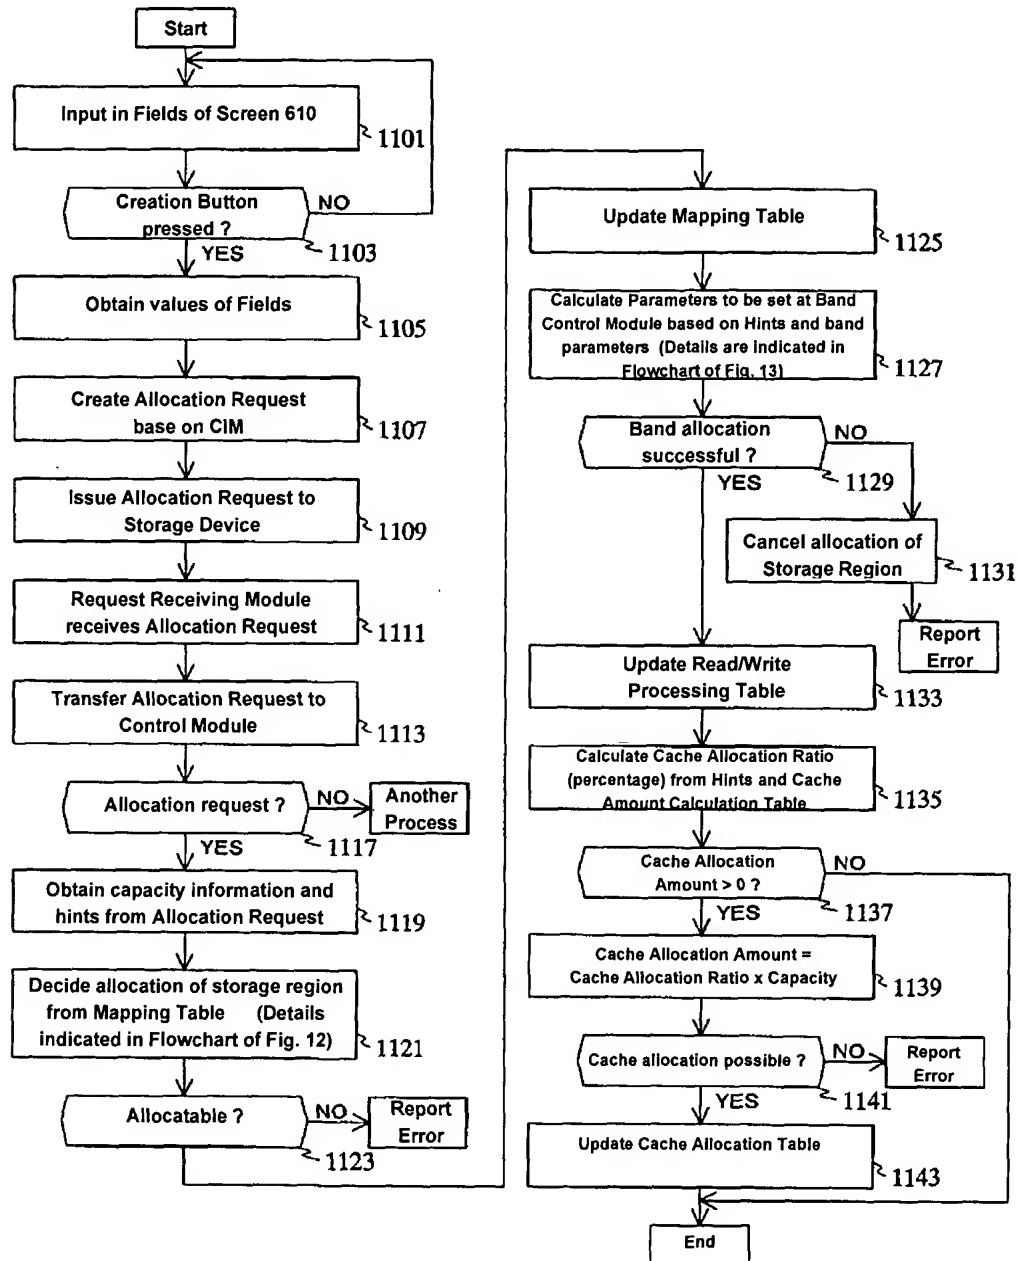 Start
Input in Fields of Screen 610
1101
Creation Button
pressed ?
NO
1103
YES
Obtain values of Fields
1105
Create Allocation Request
base on CIM
1107
Issue Allocation Request to
Storage Device
1109
Request Receiving Module
receives Allocation Request
1111
Transfer Allocation Request to
Control Module
1113
Allocation request ?
NO
Another
Process
1117
YES
Obtain capacity information and
hints from Allocation Request
1119
Decide allocation of storage region
from Mapping Table (Details
indicated in Flowchart of Fig. 12)
1121
Allocatable ?
NO
Report
Error
1123
Update Mapping Table
1125
Calculate Parameters to be set at Band
Control Module based on Hints and band
parameters (Details are indicated in
Flowchart of Fig. 13)
1127
Band allocation
successful ?
NO
1129
YES
Cancel allocation of
Storage Region
1131
Report
Error
Update Read/Write
Processing Table
1133
Calculate Cache Allocation Ratio
(percentage) from Hints and Cache
Amount Calculation Table
1135
Cache Allocation
Amount > 0 ?
NO
1137
YES
Cache Allocation Amount =
Cache Allocation Ratio x Capacity
1139
Cache allocation possible ?
NO
Report
Error
1141
YES
Update Cache Allocation Table
1143
End